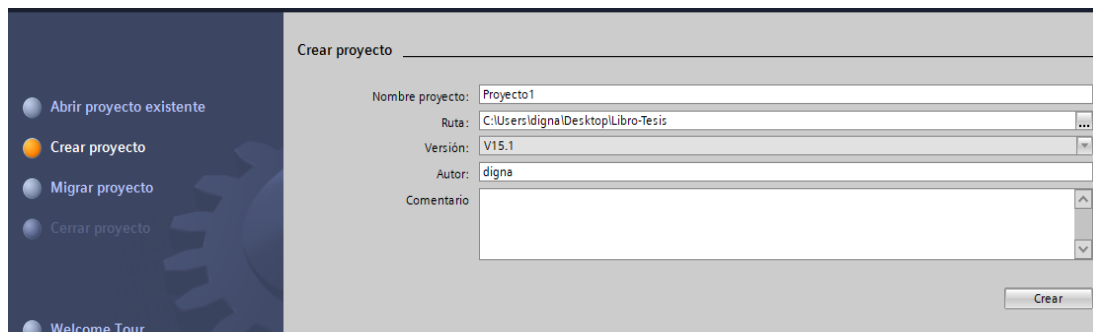 Abrir proyecto existente
Crear proyecto
Migrar proyecto
Cerrar proyecto
Welcome Tour
Crear proyecto
Nombre proyecto: Proyecto1
Ruta: C:\Users\digna\Desktop\Libro-Tesis ...
Versión: V15.1
Autor: digna
Comentario
Crear